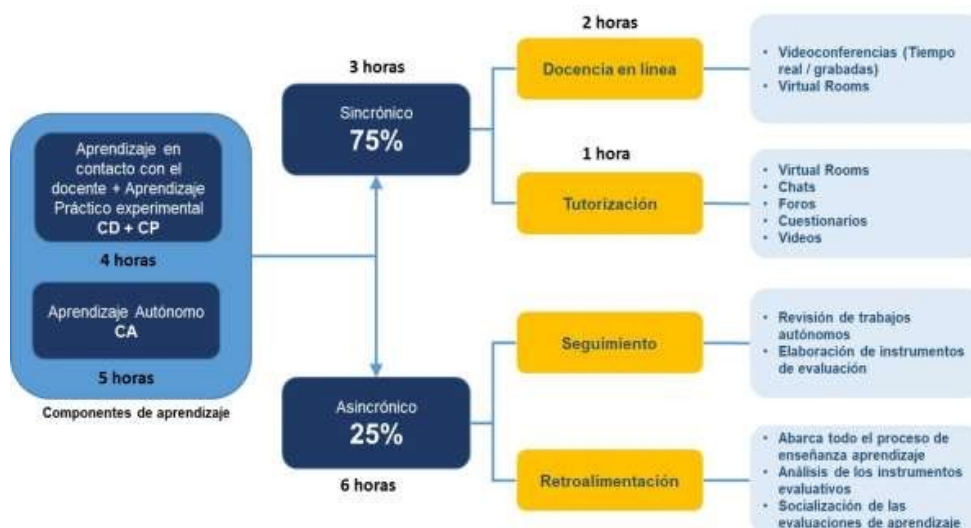 Aprendizaje en
contacto con el
docente + Aprendizaje
Práctico experimental
CD + CP
4 horas
Aprendizaje Autónomo
CA
5 horas
Componentes de aprendizaje
3 horas
Sincrónico
75%
Asincrónico
25%
6 horas
2 horas
Docencia en línea
1 hora
Tutorización
Seguimiento
Retroalimentación
• Videoconferencias (Tiempo
real / grabadas)
• Virtual Rooms
• Virtual Rooms
• Chats
• Foros
• Cuestionarios
• Videos
• Revisión de trabajos
autónomos
• Elaboración de instrumentos
de evaluación
• Abarca todo el proceso de
enseñanza aprendizaje
• Análisis de los instrumentos
evaluativos
• Socialización de las
evaluaciones de aprendizaje